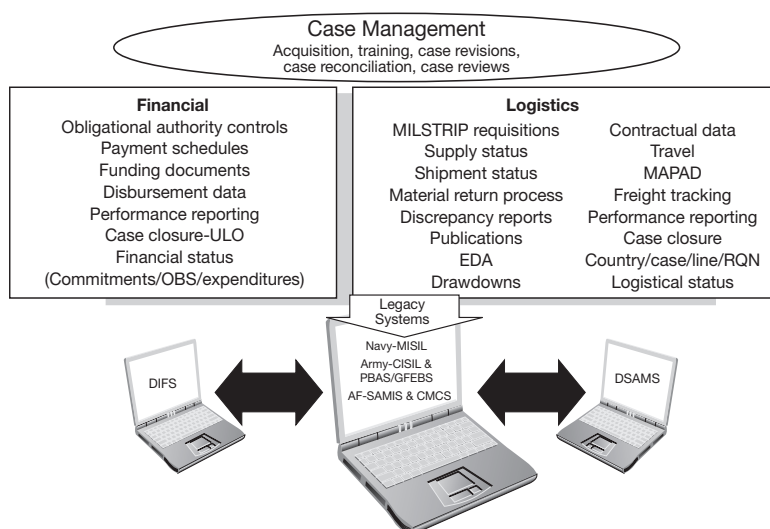 Case Management
Acquisition, training, case revisions,
case reconciliation, case reviews
Financial
Obligational authority controls
Payment schedules
Funding documents
Disbursement data
Performance reporting
Case closure-ULO
Financial status
(Commitments/OBS/expenditures)
Logistics
MILSTRIP requisitions
Supply status
Shipment status
Material return process
Discrepancy reports
Publications
EDA
Drawdowns
Contractual data
Travel
MAPAD
Freight tracking
Performance reporting
Case closure
Country/case/line/RQN
Logistical status
Legacy
Systems
DIFS
Navy-MISIL
Army-CISIL &
PBAS/GFEBS
AF-SAMIS & CMCS
DSAMS